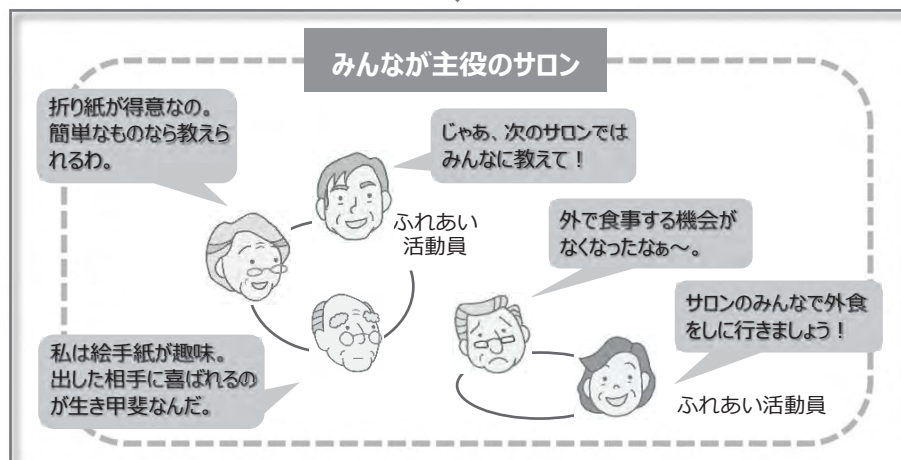 みんなが主役のサロン
折り紙が得意なの。
簡単なものなら教えら
れるわ。
じゃあ、次のサロンでは
みんなに教えて！
ふれあい
活動員
外で食事する機会が
なくなったなぁ～。
サロンのみんなで外食
をしに行きましょう！
私は絵手紙が趣味。
出した相手に喜ばれるの
が生き甲斐なんだ。
ふれあい活動員